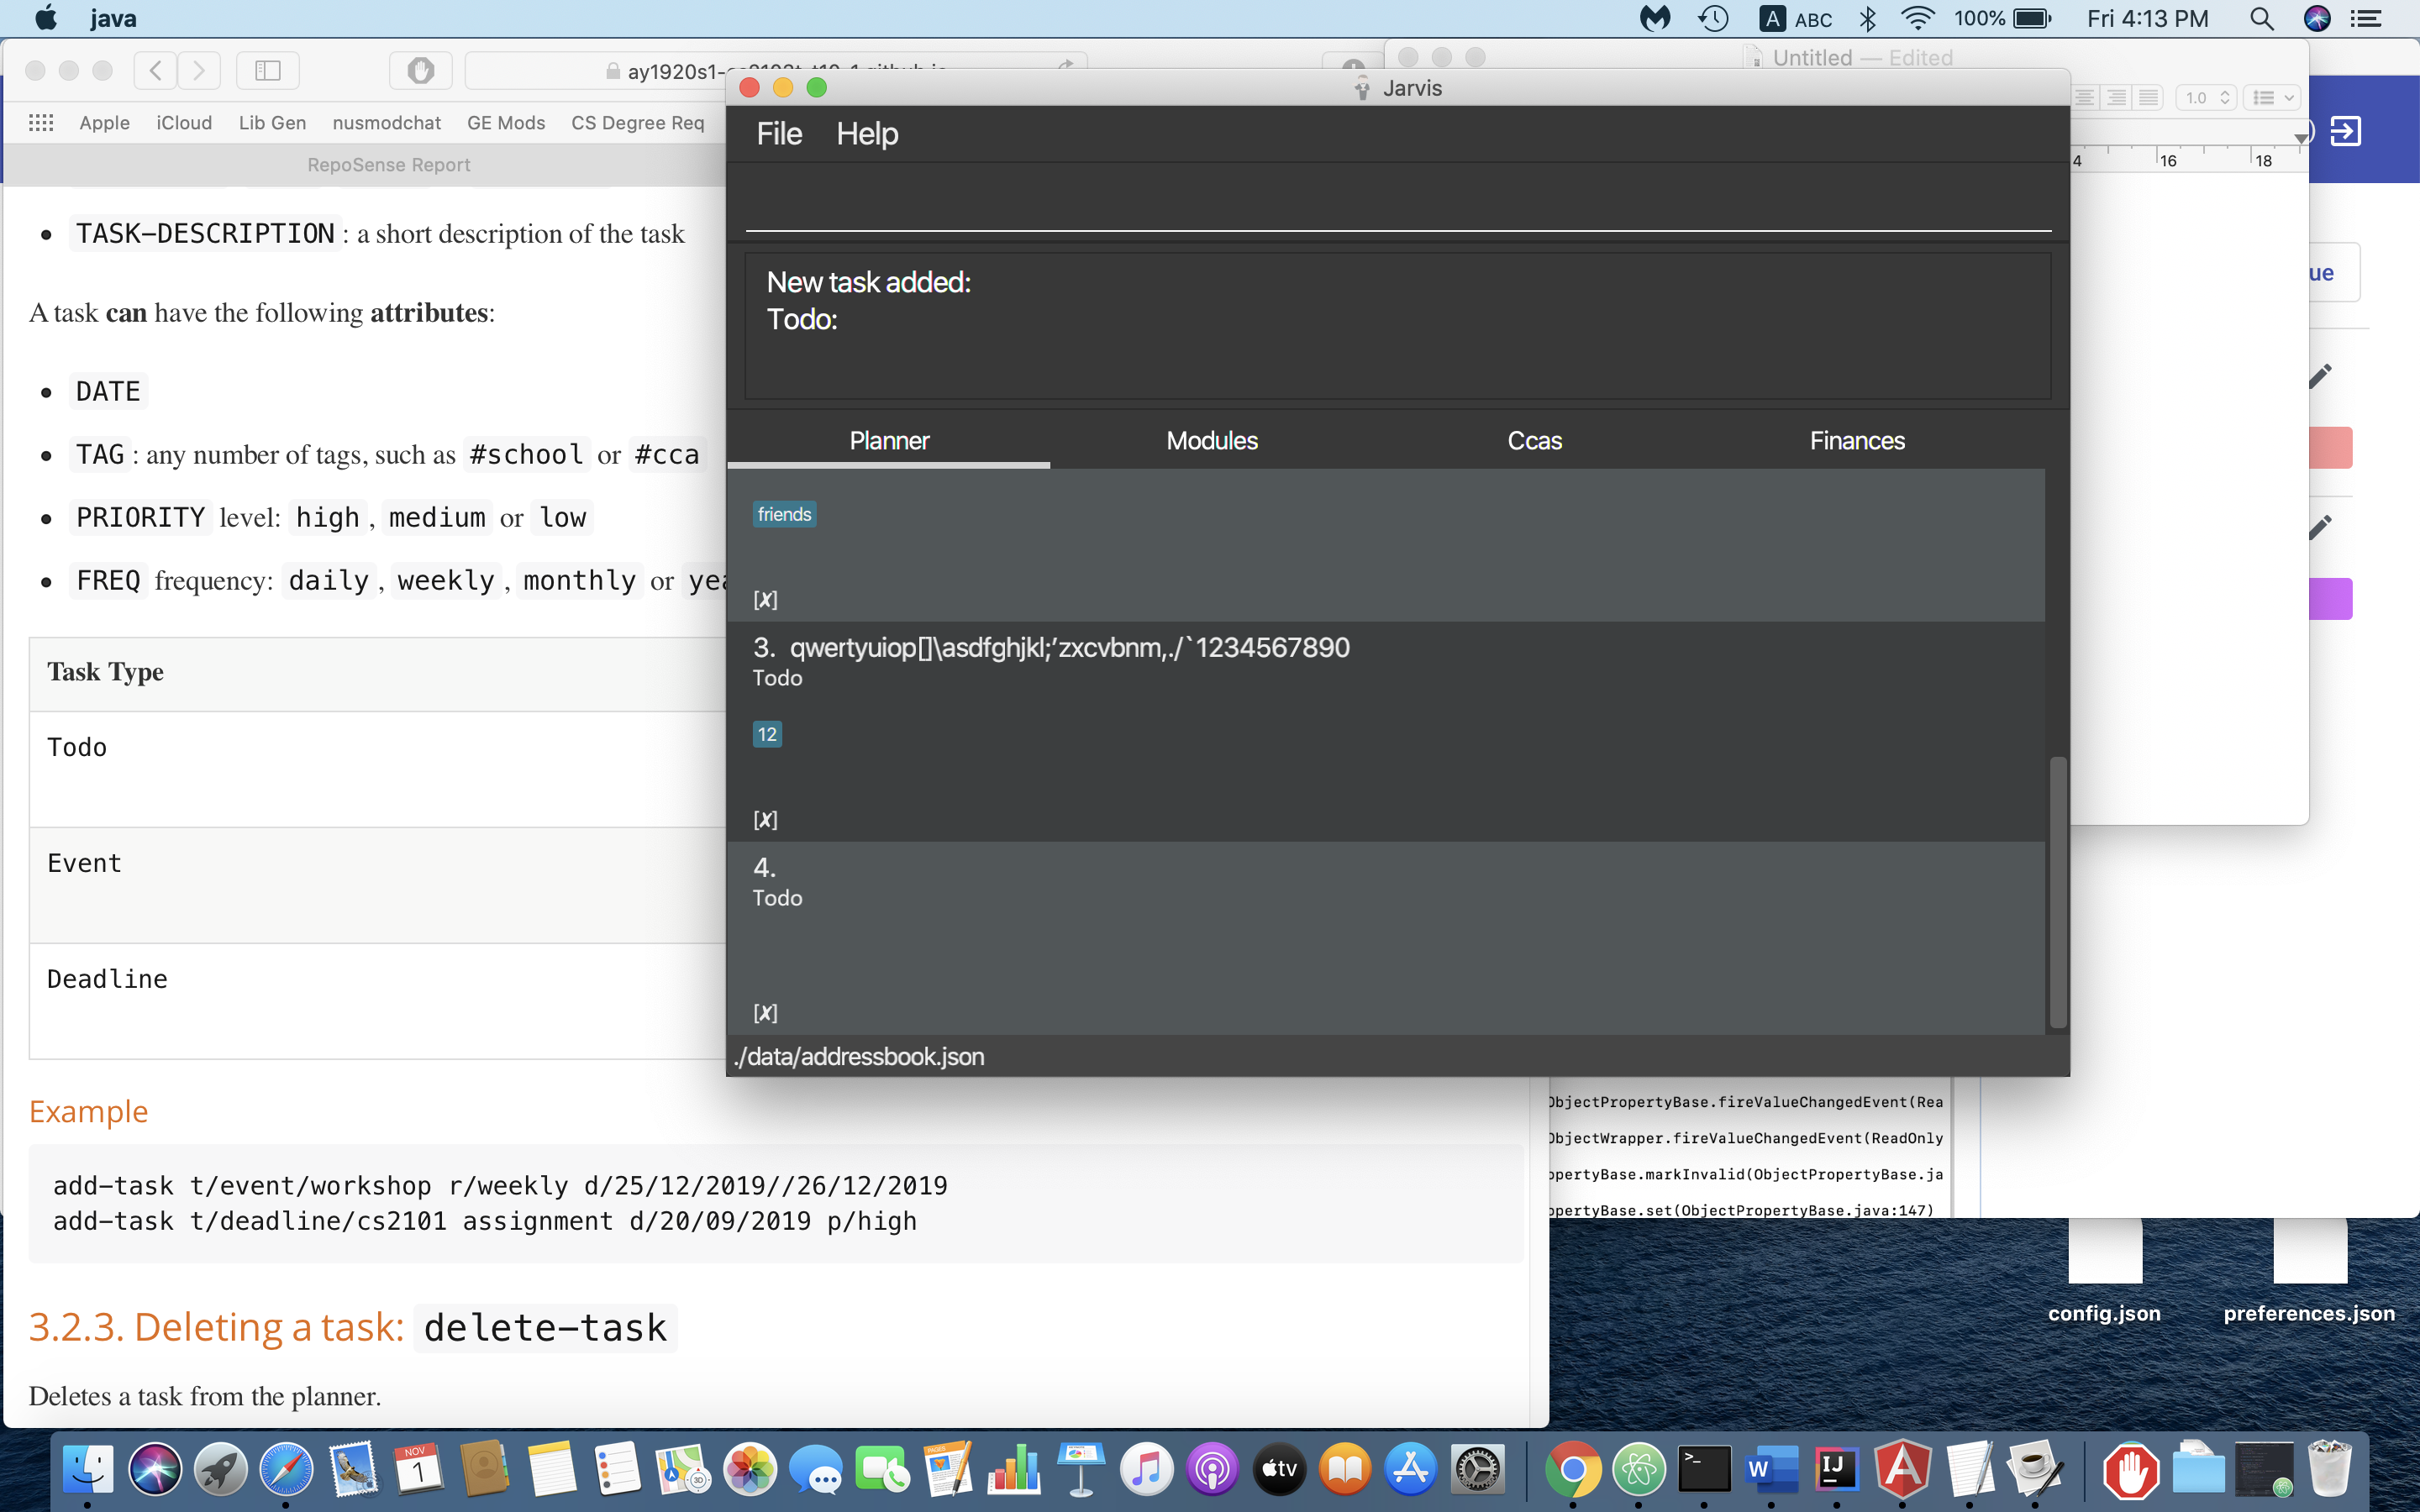 java
ABC
100%
Fri 4:13 PM
Untitled — Edited
Jarvis
Apple
iCloud
Lib Gen
nusmodchat
GE Mods
CS Degree Req
RepoSense Report
1.0
4
16
18
ue
TASK-DESCRIPTION : a short description of the task
A task can have the following attributes:
DATE
TAG : any number of tags, such as #school or #cca
PRIORITY level: high , medium or low
FREQ frequency: daily , weekly , monthly or yea
Task Type
Todo
Event
Deadline
Example
add-task t/event/workshop r/weekly d/25/12/2019//26/12/2019
add-task t/deadline/cs2101 assignment d/20/09/2019 p/high
3.2.3. Deleting a task: delete-task
Deletes a task from the planner.
File Help
New task added:
Todo:
Planner
Modules
Ccas
Finances
friends
[✗]
3. qwertyuiop[]\asdfghjkl;'zxcvbnm,./`1234567890
Todo
12
[✗]
4.
Todo
[✗]
./data/addressbook.json
ObjectPropertyBase.fireValueChangedEvent(Rea
ObjectWrapper.fireValueChangedEvent(ReadOnly
opertyBase.markInvalid(ObjectPropertyBase.ja
opertyBase.set(ObjectPropertyBase.java:147)
config.json
preferences.json
NOV
1
PAGES
3D
tv
W
IJ